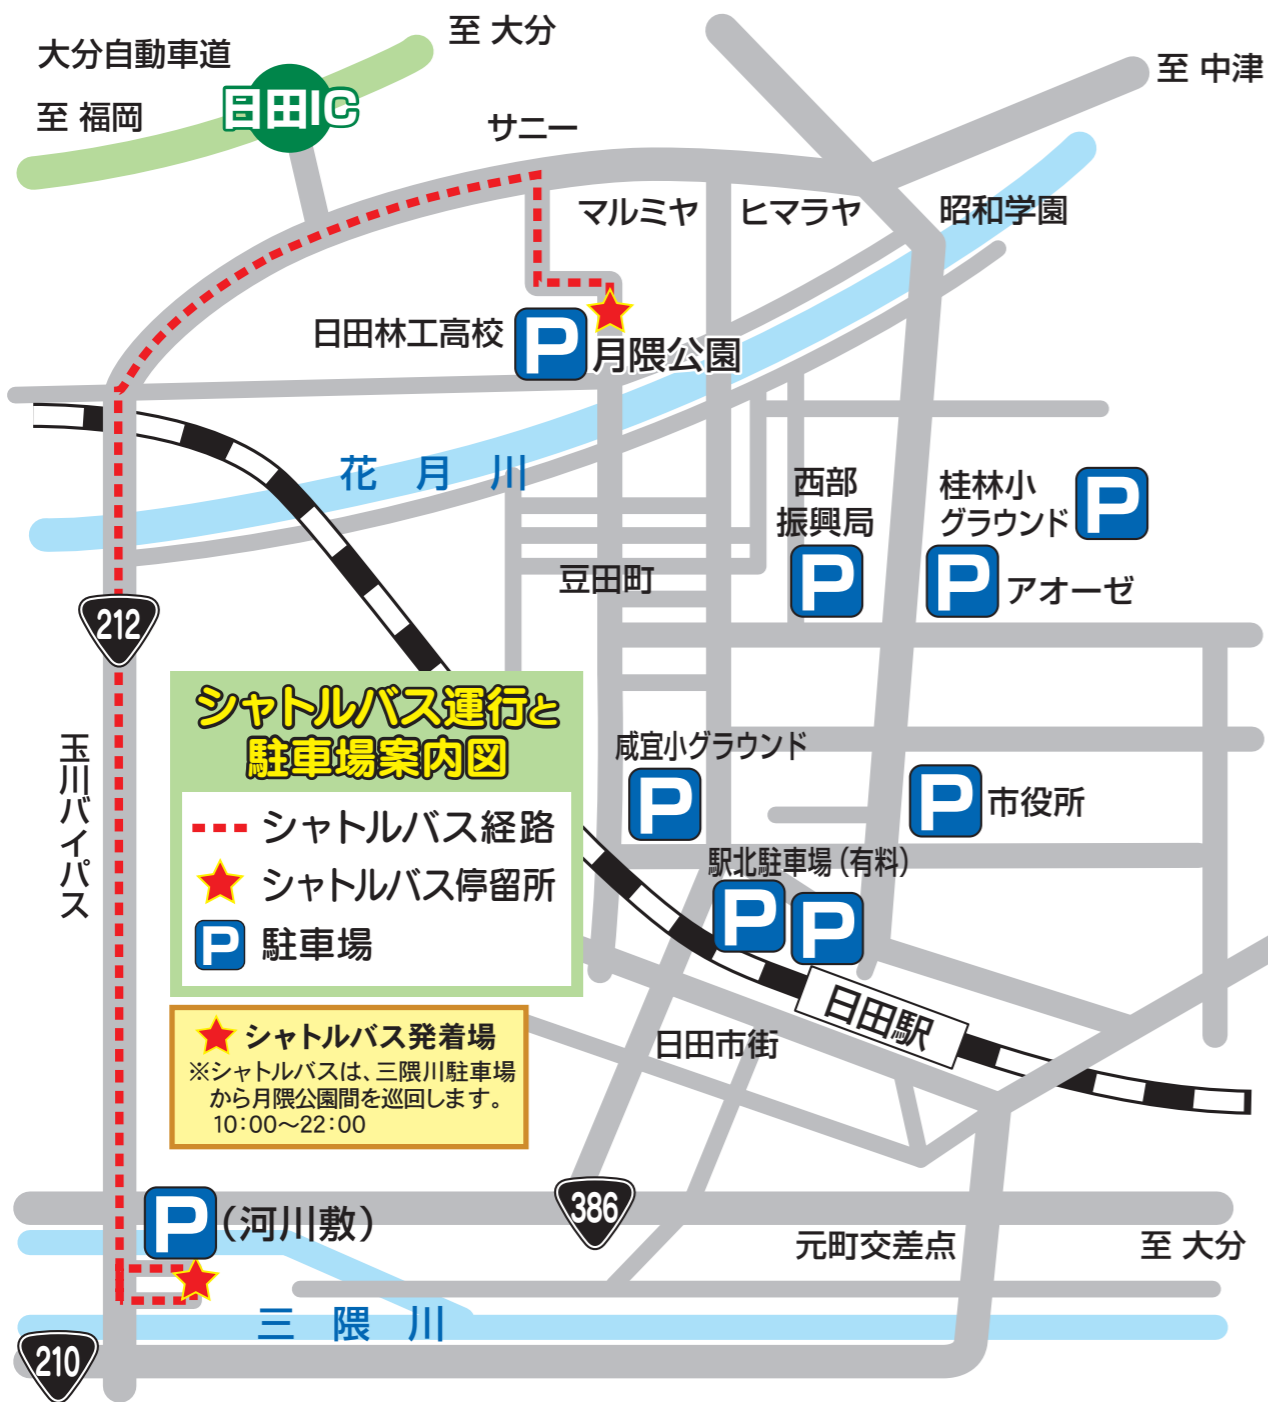 至 大分
大分自動車道
至 中津
日田IC
至 福岡
サニー
マルミヤ
ヒマラヤ
昭和学園
日田林工高校
P
月隈公園
花月川
西部
振興局
P
桂林小
グラウンド
P
P
アオーゼ
豆田町
212
シャトルバス運行と
駐車場案内図
シャトルバス経路
シャトルバス停留所
P
駐車場
玉川バイパス
咸宜小グラウンド
P
P
市役所
駅北駐車場(有料)
P
P
日田駅
日田市街
シャトルバス発着場
※シャトルバスは、三隈川駐車場
から月隈公園間を巡回します。
10:00〜22:00
P
(河川敷)
386
元町交差点
至 大分
三隈川
210